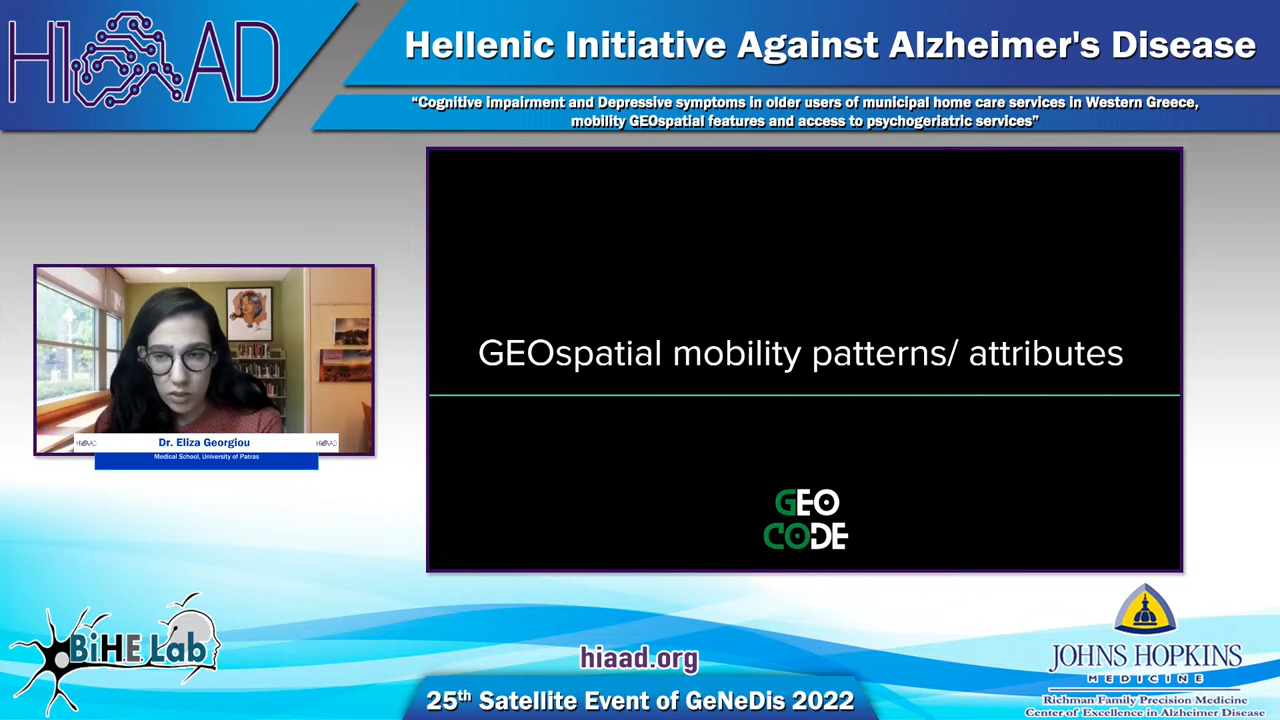 HIAAD
Hellenic Initiative Against Alzheimer's Disease
“Cognitive impairment and Depressive symptoms in older users of municipal home care services in Western Greece,
mobility GEOspatial features and access to psychogeriatric services”
GEOspatial mobility patterns/ attributes
GEO
CODE
HIAAD
Dr. Eliza Georgiou
HIAAD
Medical School, University of Patras
BiHE Lab
hiaad.org
25th Satellite Event of GeNeDis 2022
JOHNS HOPKINS
MEDICINE
Richman Family Precision Medicine
Center of Excellence in Alzheimer Disease